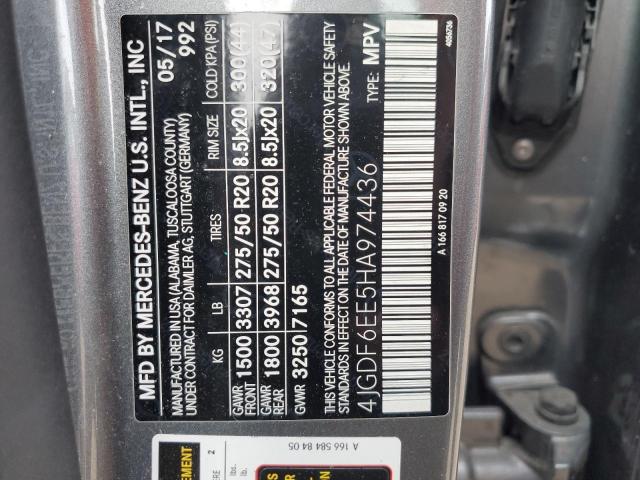 MFD BY MERCEDES-BENZ U.S. INTL., INC
05/17
992
MANUFACTURED IN USA (ALABAMA, TUSCALOOSA COUNTY)
UNDER CONTRACT FOR DAIMLER AG, STUTTGART (GERMANY)
KG LB TIRES RIM SIZE COLD KPA (PSI)
GAWR FRONT 1500 3307 275/50 R20 8.5Jx20 300(44)
GAWR REAR 1800 3968 275/50 R20 8.5Jx20 320(47)
GVWR 3250 7165
THIS VEHICLE CONFORMS TO ALL APPLICABLE FEDERAL MOTOR VEHICLE SAFETY
STANDARDS IN EFFECT ON THE DATE OF MANUFACTURE SHOWN ABOVE.
4JGDF6EE5HA974436 TYPE: MPV
A 166 817 09 20
4056736
A 166 584 84 05
2
lbs.
lb.